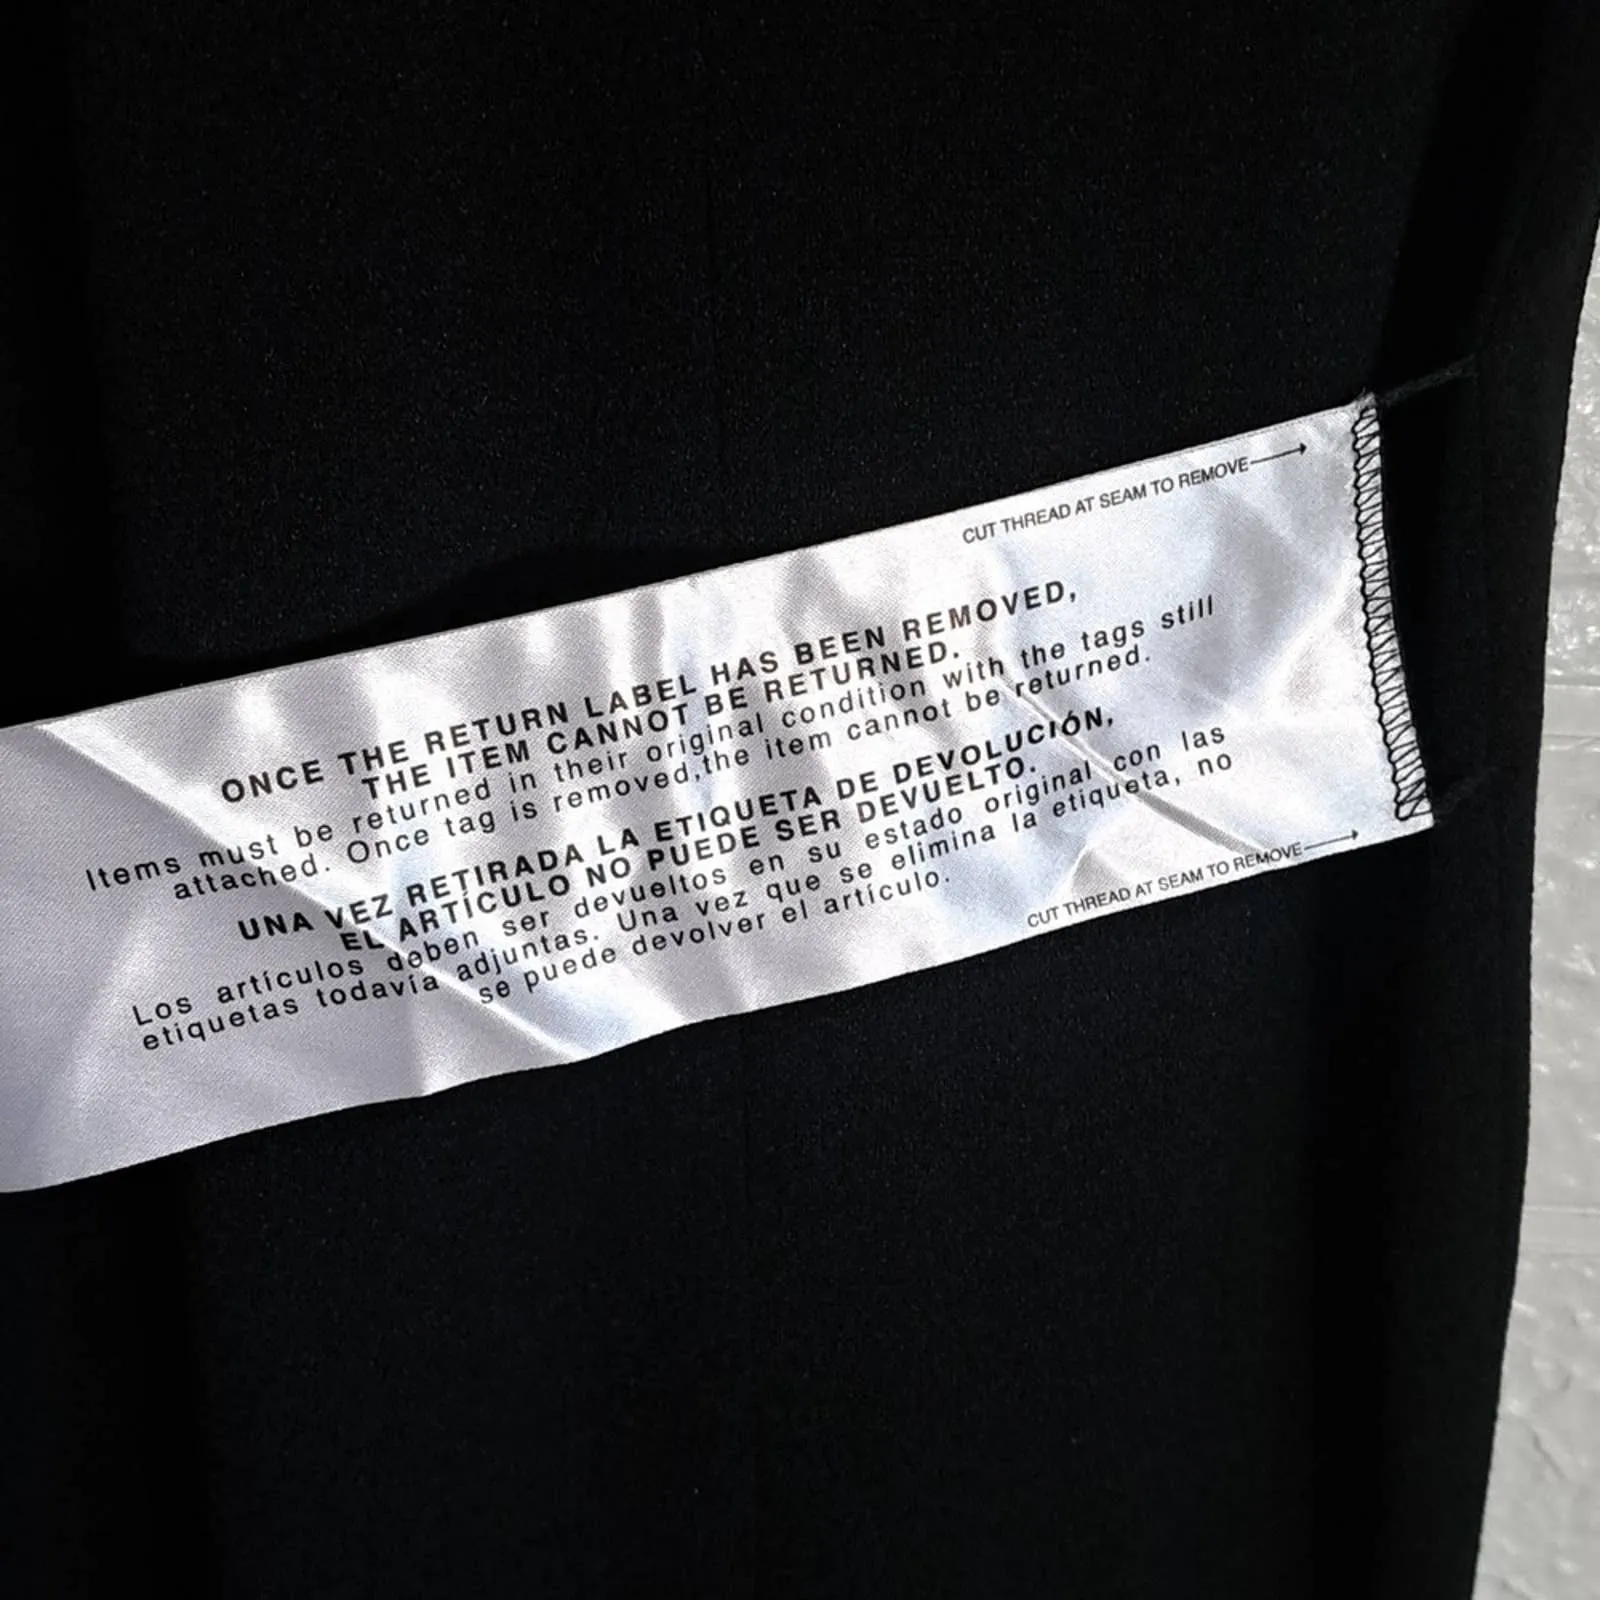 CUT THREAD AT SEAM TO REMOVE
ONCE THE RETURN LABEL HAS BEEN REMOVED,
THE ITEM CANNOT BE RETURNED.
Items must be returned in their original condition with the tags still
attached. Once tag is removed,the item cannot be returned.
UNA VEZ RETIRADA LA ETIQUETA DE DEVOLUCIÓN,
EL ARTÍCULO NO PUEDE SER DEVUELTO.
Los artículos deben ser devueltos en su estado original con las
etiquetas todavía adjuntas. Una vez que se elimina la etiqueta, no
se puede devolver el artículo.
CUT THREAD AT SEAM TO REMOVE